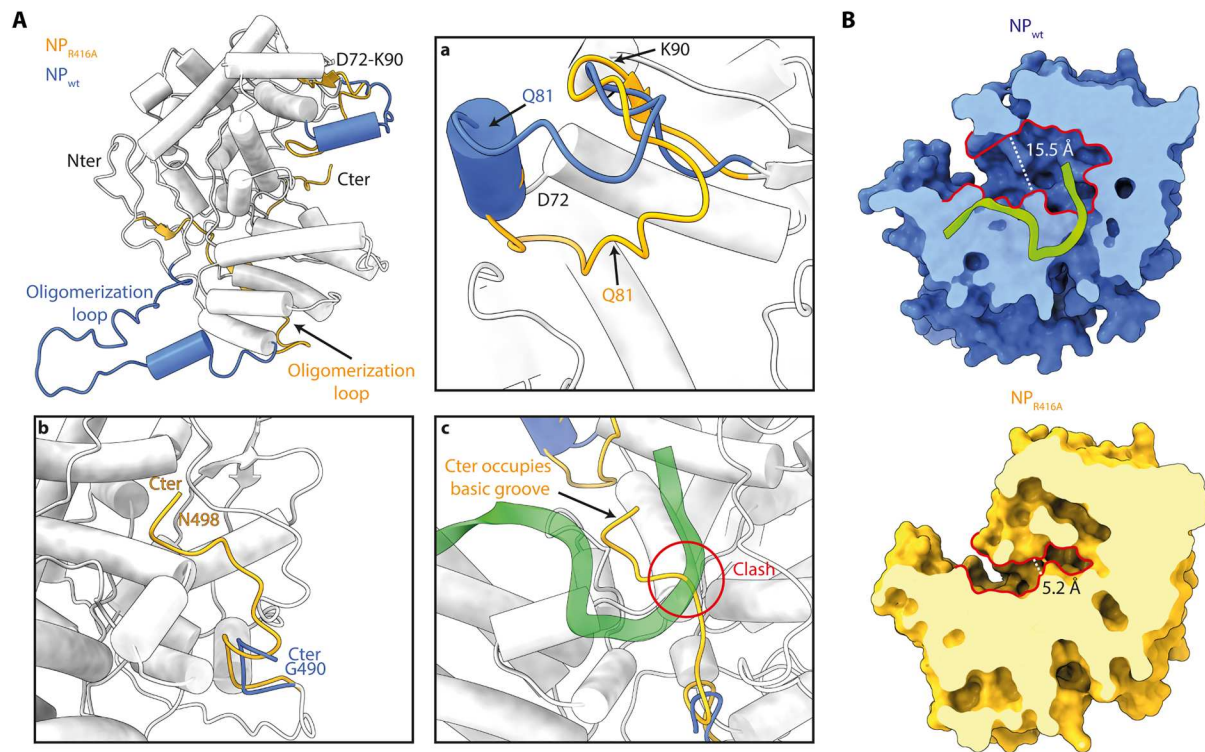 A
NP R416A
NP wt
D72-K90
Nter
Cter
Oligomerization
loop
Oligomerization
loop
a
K90
Q81
D72
Q81
b
Cter
N498
Cter
G490
c
Cter occupies
basic groove
Clash
B
NP wt
15.5 Å
NP R416A
5.2 Å